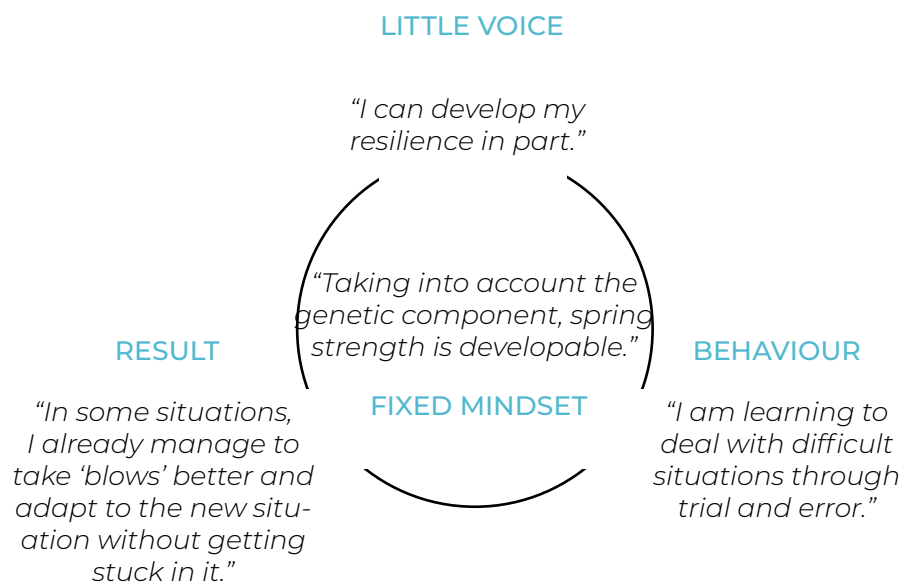 LITTLE VOICE
“I can develop my
resilience in part.”
“Taking into account the
genetic component, spring
strength is developable.”
FIXED MINDSET
RESULT
“In some situations,
I already manage to
take ‘blows’ better and
adapt to the new situ-
ation without getting
stuck in it.”
BEHAVIOUR
“I am learning to
deal with difficult
situations through
trial and error.”